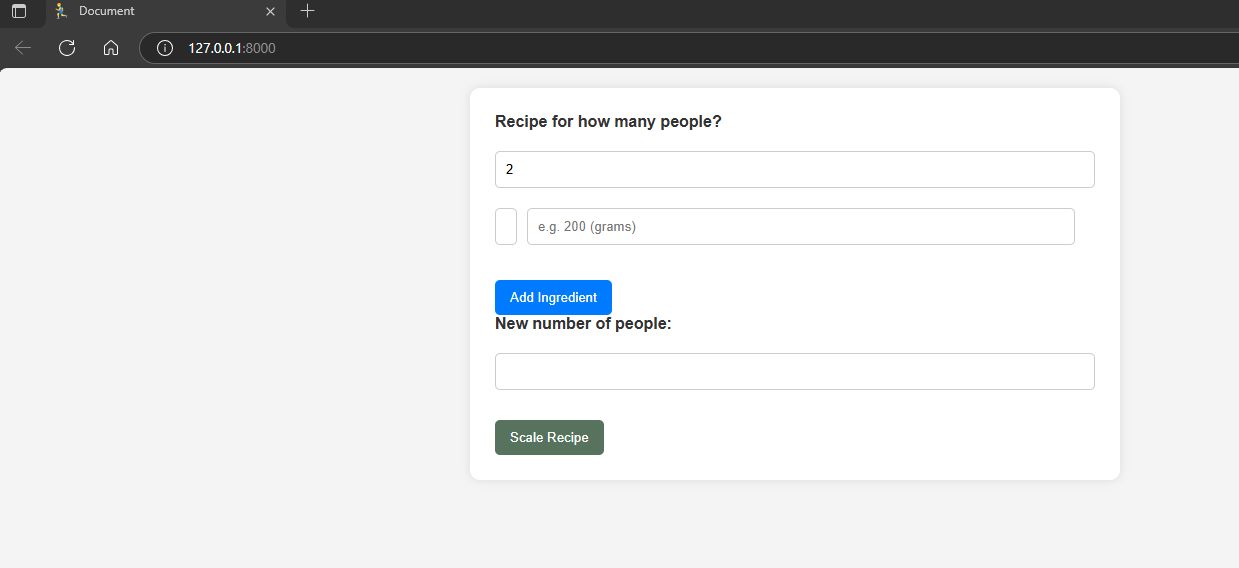 Document
127.0.0.1:8000
Recipe for how many people?
2
e.g. 200 (grams)
Add Ingredient
New number of people:
Scale Recipe